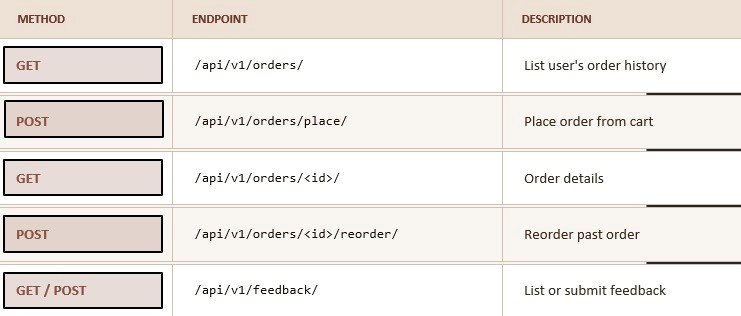 METHOD ENDPOINT DESCRIPTION
GET /api/v1/orders/ List user's order history
POST /api/v1/orders/place/ Place order from cart
GET /api/v1/orders/<id>/ Order details
POST /api/v1/orders/<id>/reorder/ Reorder past order
GET / POST /api/v1/feedback/ List or submit feedback